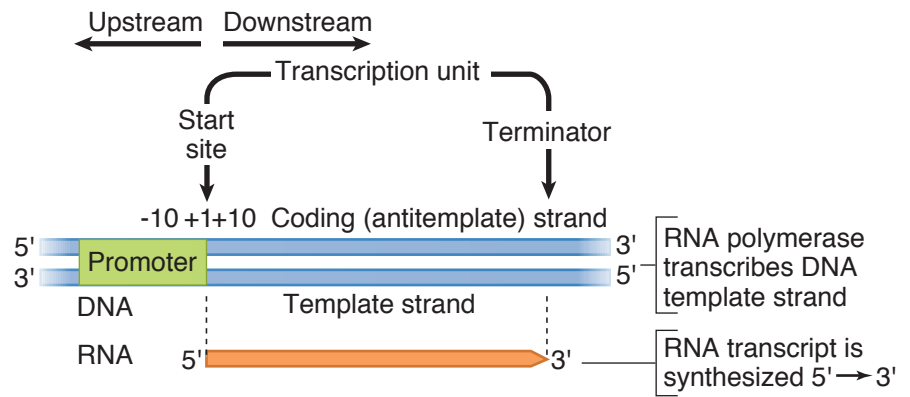 Upstream Downstream
Transcription unit
Start
site
Terminator
-10 +1+10 Coding (antitemplate) strand
5' 3'
Promoter
3' 5'
RNA polymerase
transcribes DNA
template strand
DNA Template strand
RNA 5' 3'
RNA transcript is
synthesized 5' → 3'